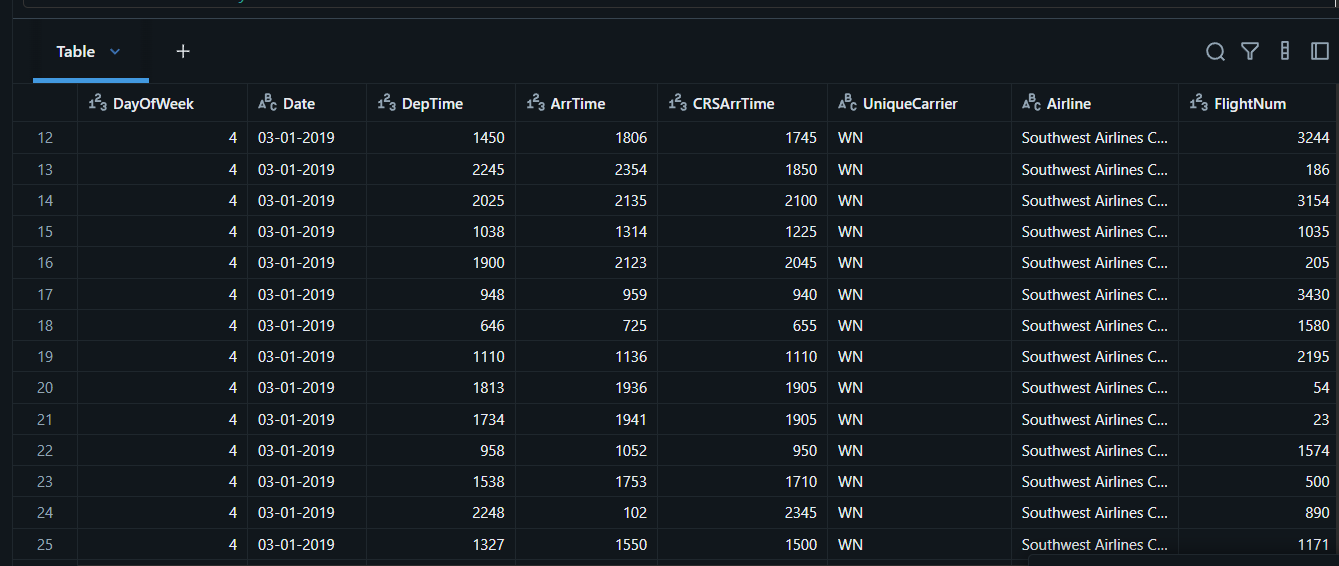 Table
DayOfWeek Date DepTime ArrTime CRSArrTime UniqueCarrier Airline FlightNum
12 4 03-01-2019 1450 1806 1745 WN Southwest Airlines C... 3244
13 4 03-01-2019 2245 2354 1850 WN Southwest Airlines C... 186
14 4 03-01-2019 2025 2135 2100 WN Southwest Airlines C... 3154
15 4 03-01-2019 1038 1314 1225 WN Southwest Airlines C... 1035
16 4 03-01-2019 1900 2123 2045 WN Southwest Airlines C... 205
17 4 03-01-2019 948 959 940 WN Southwest Airlines C... 3430
18 4 03-01-2019 646 725 655 WN Southwest Airlines C... 1580
19 4 03-01-2019 1110 1136 1110 WN Southwest Airlines C... 2195
20 4 03-01-2019 1813 1936 1905 WN Southwest Airlines C... 54
21 4 03-01-2019 1734 1941 1905 WN Southwest Airlines C... 23
22 4 03-01-2019 958 1052 950 WN Southwest Airlines C... 1574
23 4 03-01-2019 1538 1753 1710 WN Southwest Airlines C... 500
24 4 03-01-2019 2248 102 2345 WN Southwest Airlines C... 890
25 4 03-01-2019 1327 1550 1500 WN Southwest Airlines C... 1171